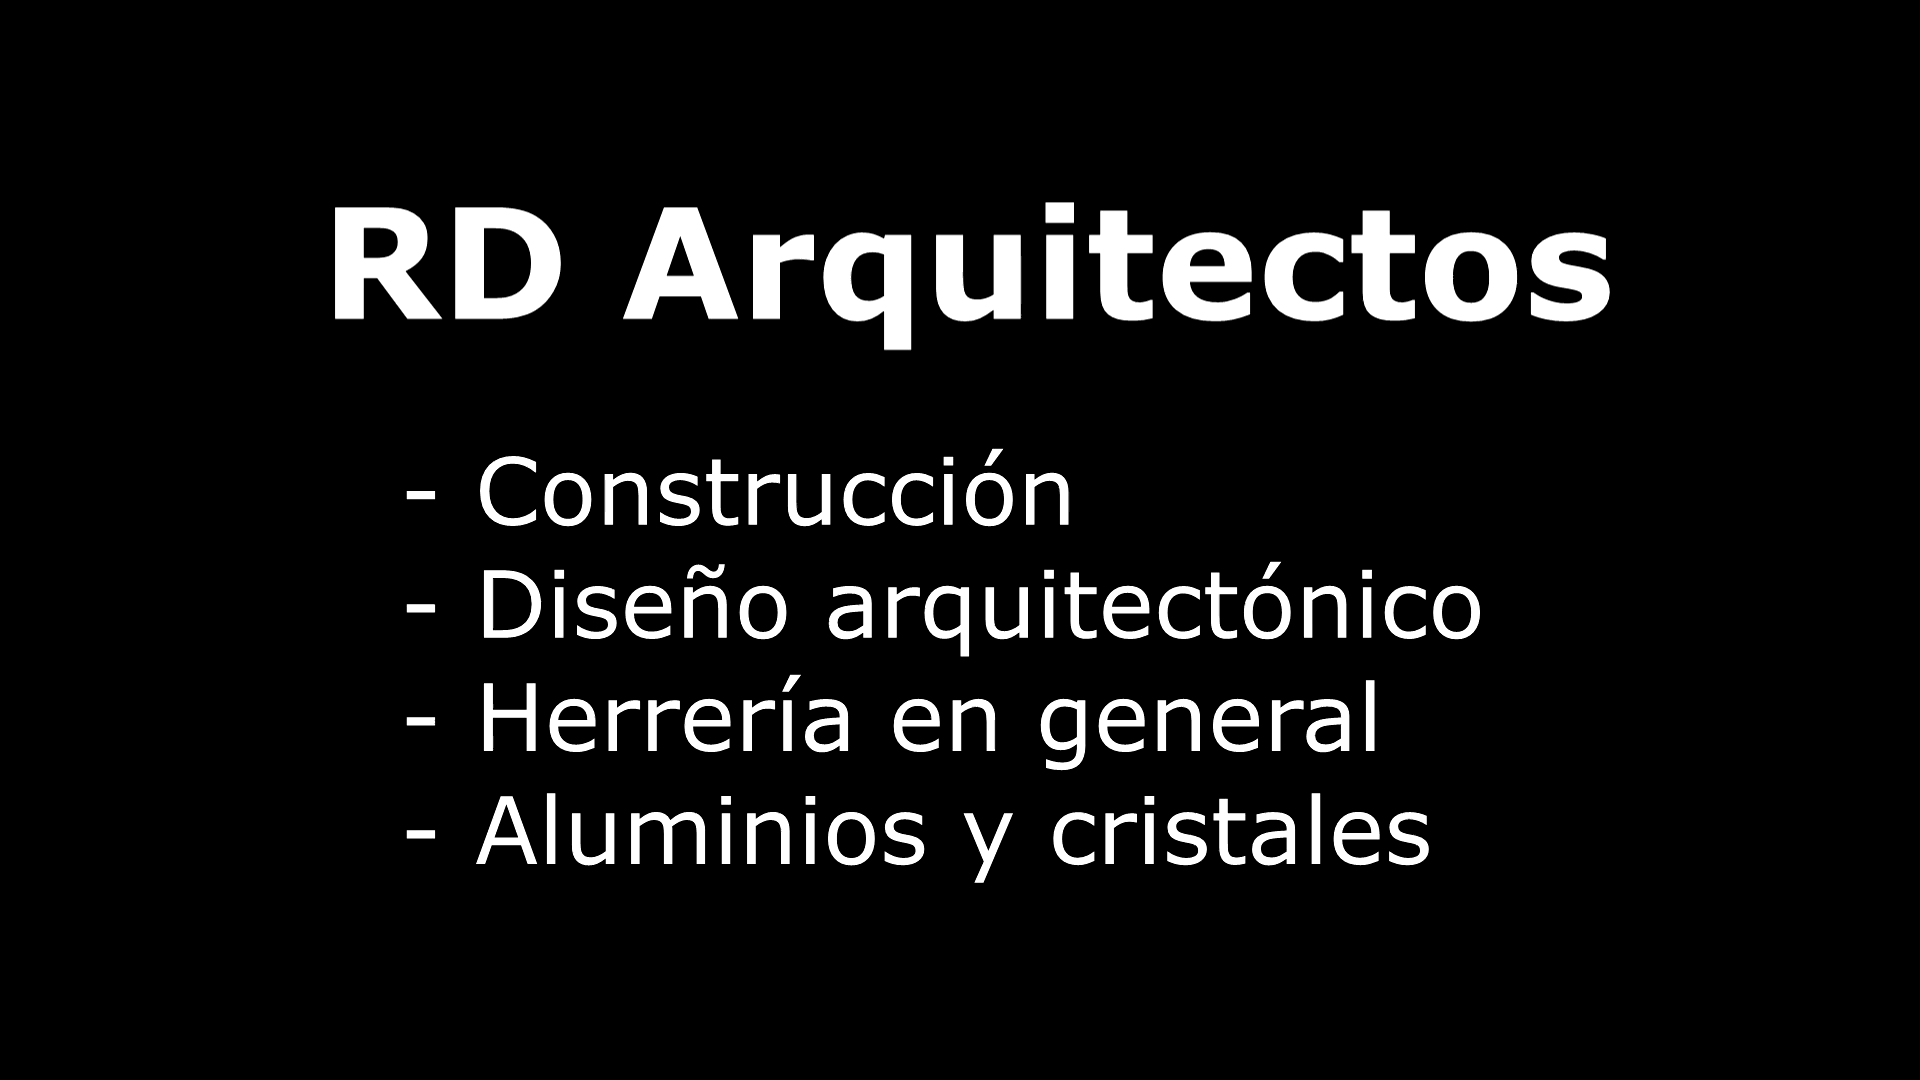 RD Arquitectos
- Construcción
- Diseño arquitectónico
- Herrería en general
- Aluminios y cristales